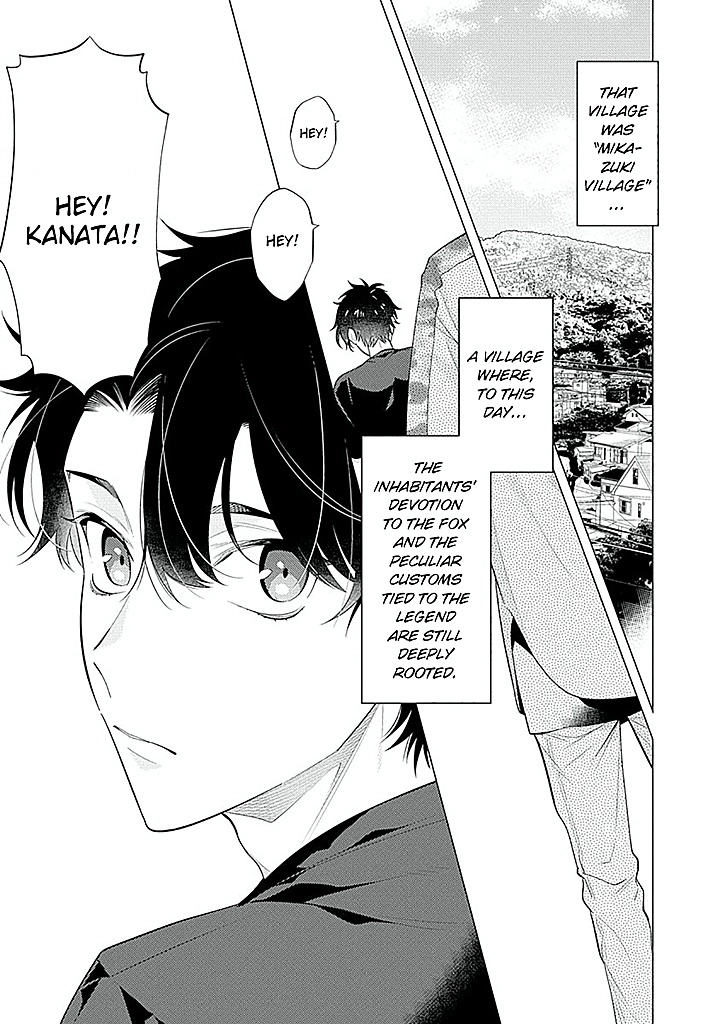 THAT
VILLAGE
WAS
"MIKA-
ZUKI
VILLAGE"
...
A VILLAGE
WHERE,
TO THIS
DAY...
THE
INHABITANTS'
DEVOTION
TO THE FOX
AND THE
PECULIAR
CUSTOMS
TIED TO THE
LEGEND
ARE STILL
DEEPLY
ROOTED.
HEY!
HEY!
HEY!
KANATA!!